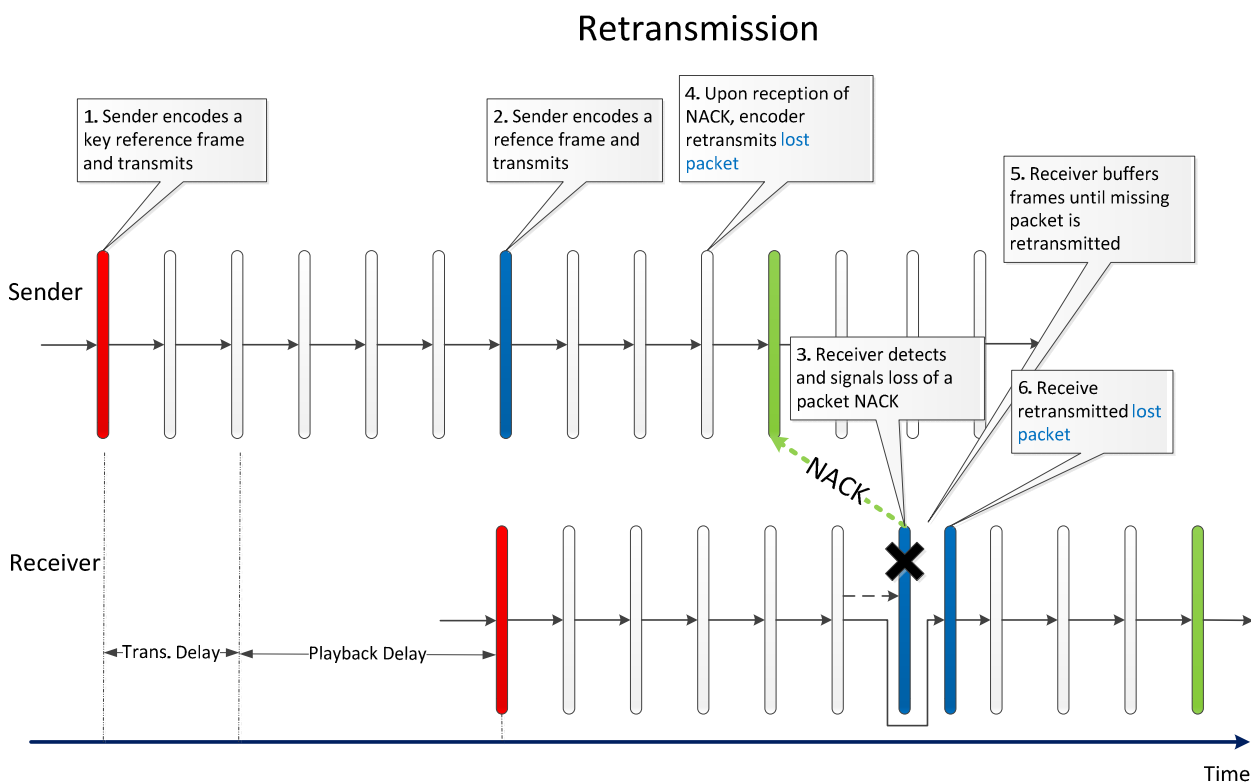 Retransmission
1. Sender encodes a
key reference frame
and transmits
2. Sender encodes a
refence frame and
transmits
4. Upon reception of
NACK, encoder
retransmits lost
packet
5. Receiver buffers
frames until missing
packet is
retransmitted
Sender
3. Receiver detects
and signals loss of a
packet NACK
6. Receive
retransmitted lost
packet
NACK
Receiver
Trans. Delay
Playback Delay
Time